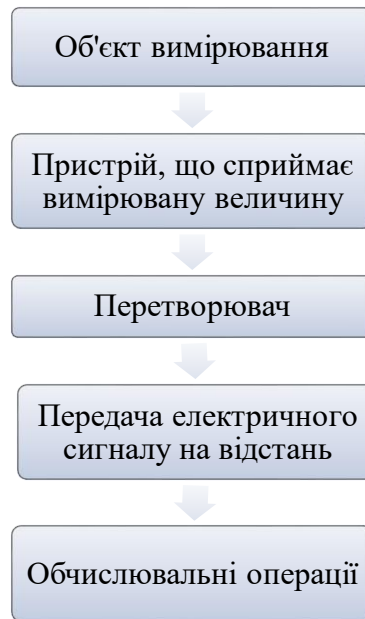 Об'єкт вимірювання
Пристрій, що сприймає
вимірювану величину
Перетворювач
Передача електричного
сигналу на відстань
Обчислювальні операції